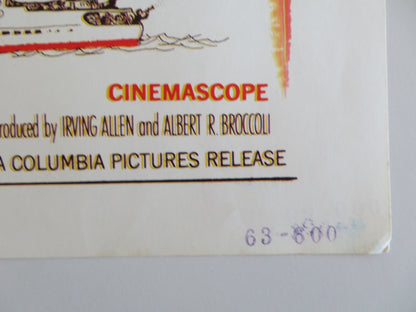 CINEMASCOPE
roduced by IRVING ALLEN and ALBERT R. BROCCOLI
A COLUMBIA PICTURES RELEASE
63-800